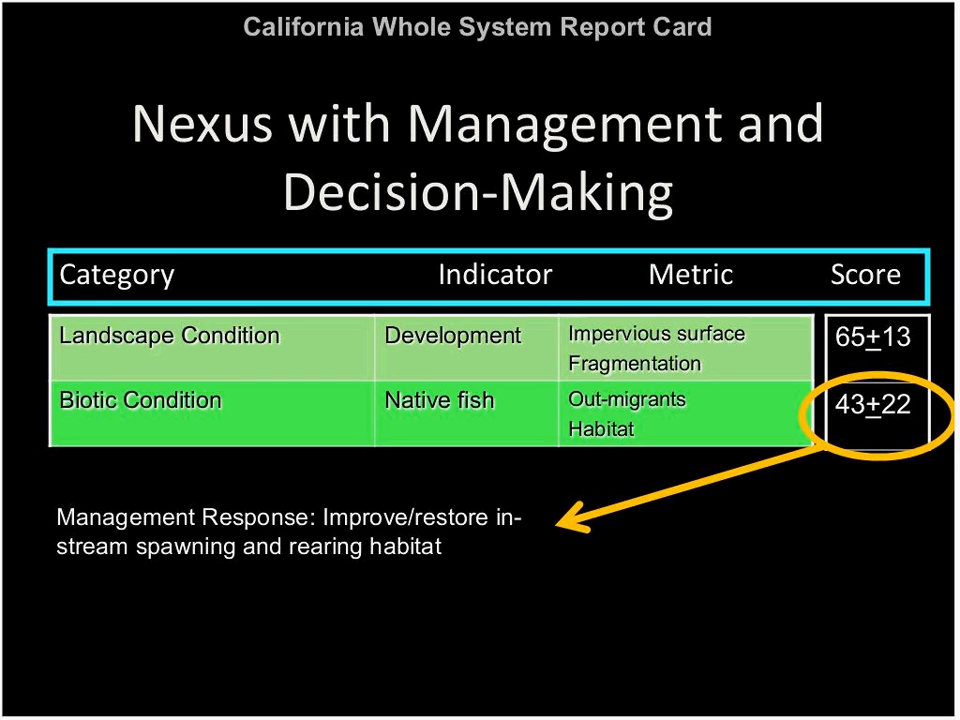 California Whole System Report Card
Nexus with Management and
Decision-Making
Category Indicator Metric Score
Landscape Condition Development Impervious surface 65±13
Fragmentation
Biotic Condition Native fish Out-migrants 43±22
Habitat
Management Response: Improve/restore in-
stream spawning and rearing habitat